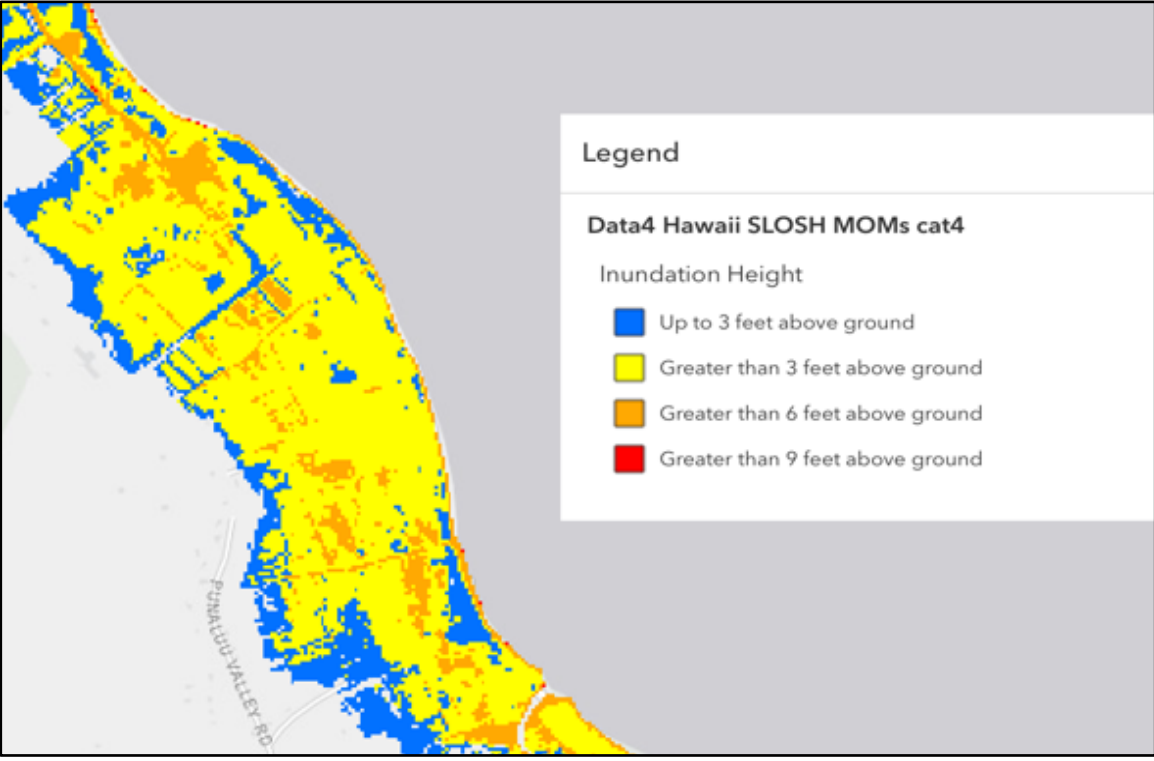 Legend
Data4 Hawaii SLOSH MOMs cat4
Inundation Height
Up to 3 feet above ground
Greater than 3 feet above ground
Greater than 6 feet above ground
Greater than 9 feet above ground
PUNALUU VALLEY RD